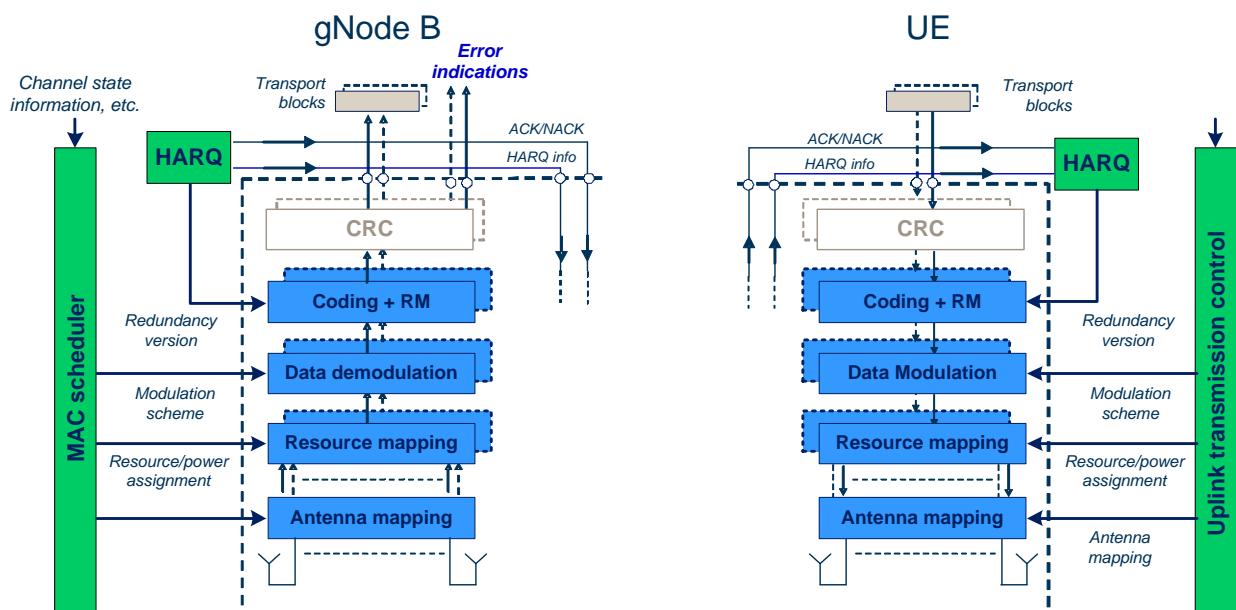 gNode B
UE
Error
indications
Transport
blocks
Channel state
information, etc.
ACK/NACK
HARQ
HARQ info
CRC
Coding + RM
Redundancy
version
Data demodulation
Modulation
scheme
Resource mapping
Resource/power
assignment
Antenna mapping
MAC scheduler
Transport
blocks
ACK/NACK
HARQ info
HARQ
CRC
Coding + RM
Redundancy
version
Data Modulation
Modulation
scheme
Resource mapping
Resource/power
assignment
Antenna mapping
Antenna
mapping
Uplink transmission control